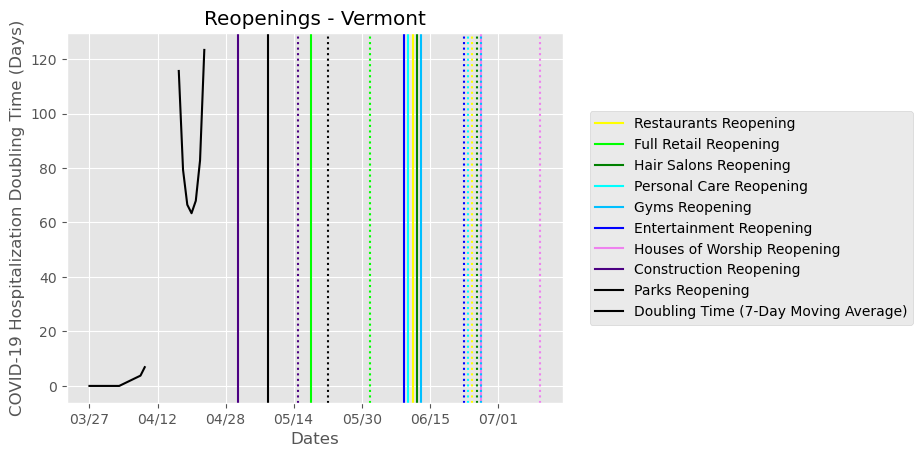 Reopenings - Vermont
COVID-19 Hospitalization Doubling Time (Days)
120
100
80
60
40
20
0
03/27 04/12 04/28 05/14 05/30 06/15 07/01
Dates
Restaurants Reopening
Full Retail Reopening
Hair Salons Reopening
Personal Care Reopening
Gyms Reopening
Entertainment Reopening
Houses of Worship Reopening
Construction Reopening
Parks Reopening
Doubling Time (7-Day Moving Average)